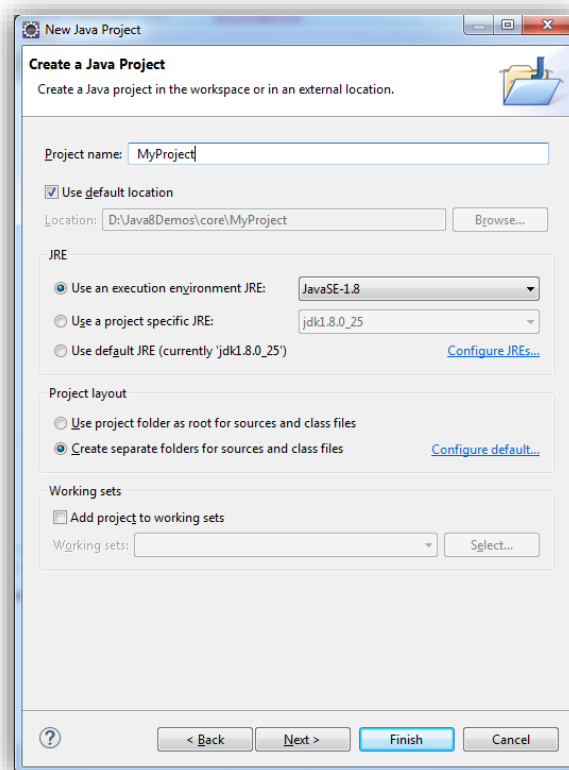 New Java Project
Create a Java Project
Create a Java project in the workspace or in an external location.
Project name: MyProject
Use default location
Location: D:\Java8Demos\core\MyProject Browse...
JRE
Use an execution environment JRE: JavaSE-1.8
Use a project specific JRE: jdk1.8.0_25
Use default JRE (currently 'jdk1.8.0_25') Configure JREs...
Project layout
Use project folder as root for sources and class files
Create separate folders for sources and class files Configure default...
Working sets
Add project to working sets
Working sets: Select...
? < Back Next > Finish Cancel